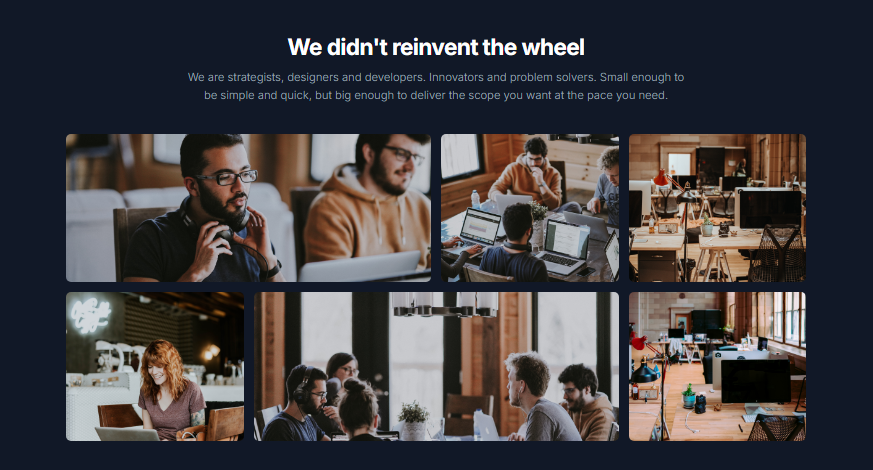 We didn't reinvent the wheel
We are strategists, designers and developers. Innovators and problem solvers. Small enough to
be simple and quick, but big enough to deliver the scope you want at the pace you need.